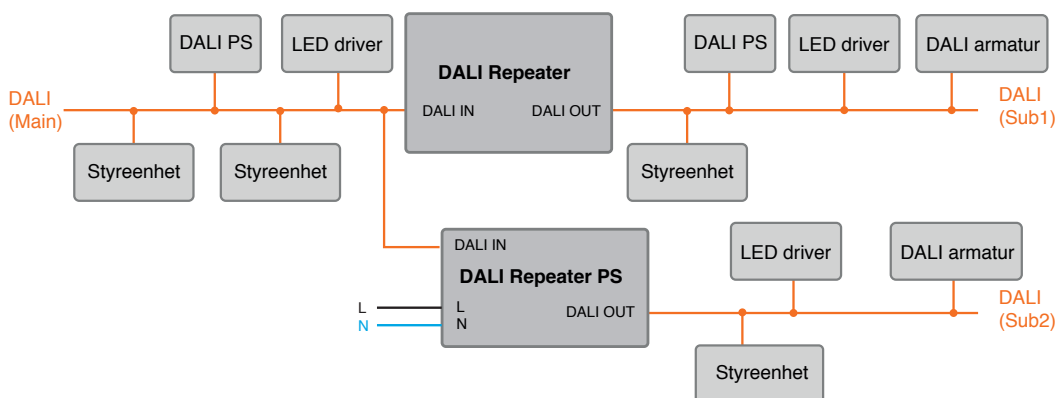 DALI PS
LED driver
DALI Repeater
DALI PS
LED driver
DALI armatur
DALI
(Main)
DALI IN
DALI OUT
DALI
(Sub1)
Styreenhet
Styreenhet
Styreenhet
DALI IN
DALI Repeater PS
LED driver
DALI armatur
L
L
DALI OUT
N
N
DALI
(Sub2)
Styreenhet